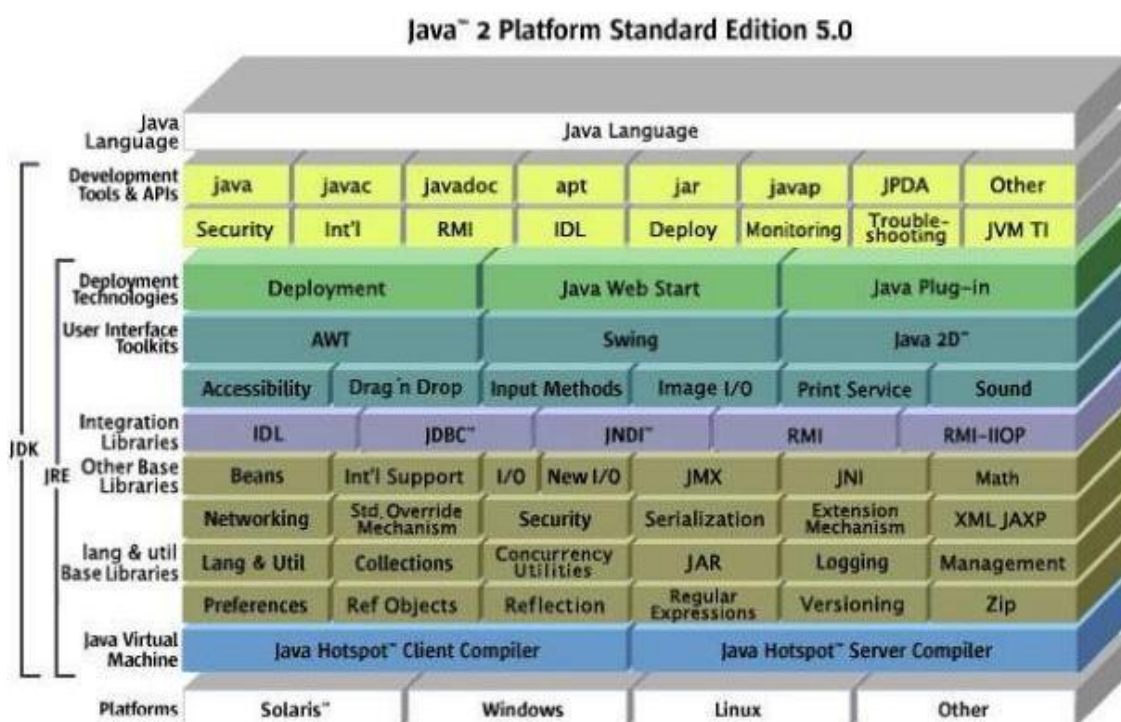 Java™ 2 Platform Standard Edition 5.0
Java
Language
Java Language
JDK
Development
Tools & APIs
java javac javadoc apt jar javap JPDA Other
Security Int'l RMI IDL Deploy Monitoring Trouble-
shooting JVM TI
JRE
Deployment
Technologies
Deployment Java Web Start Java Plug-in
User Interface
Toolkits
AWT Swing Java 2D™
Accessibility Drag 'n Drop Input Methods Image I/O Print Service Sound
Integration
Libraries
IDL JDBC™ JNDI™ RMI RMI-IIOP
Other Base
Libraries
Beans Int'l Support I/O New I/O JMX JNI Math
Networking Std. Override
Mechanism Security Serialization Extension
Mechanism XML JAXP
lang & util
Base Libraries
Lang & Util Collections Concurrency
Utilities JAR Logging Management
Preferences Ref Objects Reflection Regular
Expressions Versioning Zip
Java Virtual
Machine
Java Hotspot™ Client Compiler Java Hotspot™ Server Compiler
Platforms Solaris™ Windows Linux Other